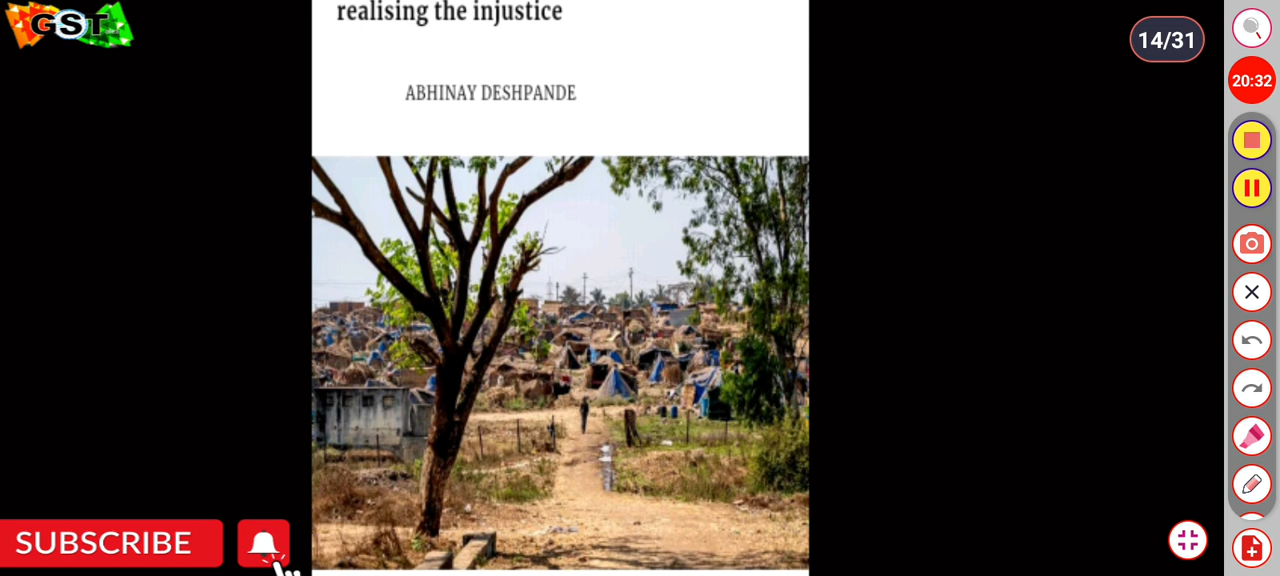 GST
realising the injustice
14/31
20:32
ABHINAY DESHPANDE
SUBSCRIBE